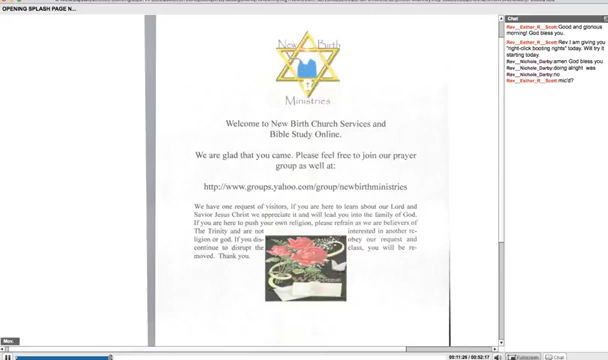 OPENING SPLASH PAGE N...
New Birth
Ministries
Welcome to New Birth Church Services and
Bible Study Online.
We are glad that you came. Please feel free to join our prayer
group as well at:
http://www.groups.yahoo.com/group/newbirthministries
We have one request of visitors, if you are here to learn about our Lord and
Savior Jesus Christ we appreciate it and will lead you into the family of God.
If you are here to push your own religion, please refrain as we are believers of
The Trinity and are not interested in another re-
ligion or god. If you dis- obey our request and
continue to disrupt the class, you will be re-
moved. Thank you.
Chat
Rev__Esther_R__Scott: Good and glorious
morning! God bless you.
Rev__Esther_R__Scott: Rev I am giving you
"right-click booting rights" today. Will try it
starting today.
Rev__Nichole_Darby: amen God bless you
Rev__Nichole_Darby: doing alright was
Rev__Nichole_Darby: no
Rev__Esther_R__Scott: mic'd?
Mov.
00:11:26 / 00:52:17
Fullscreen
Chat